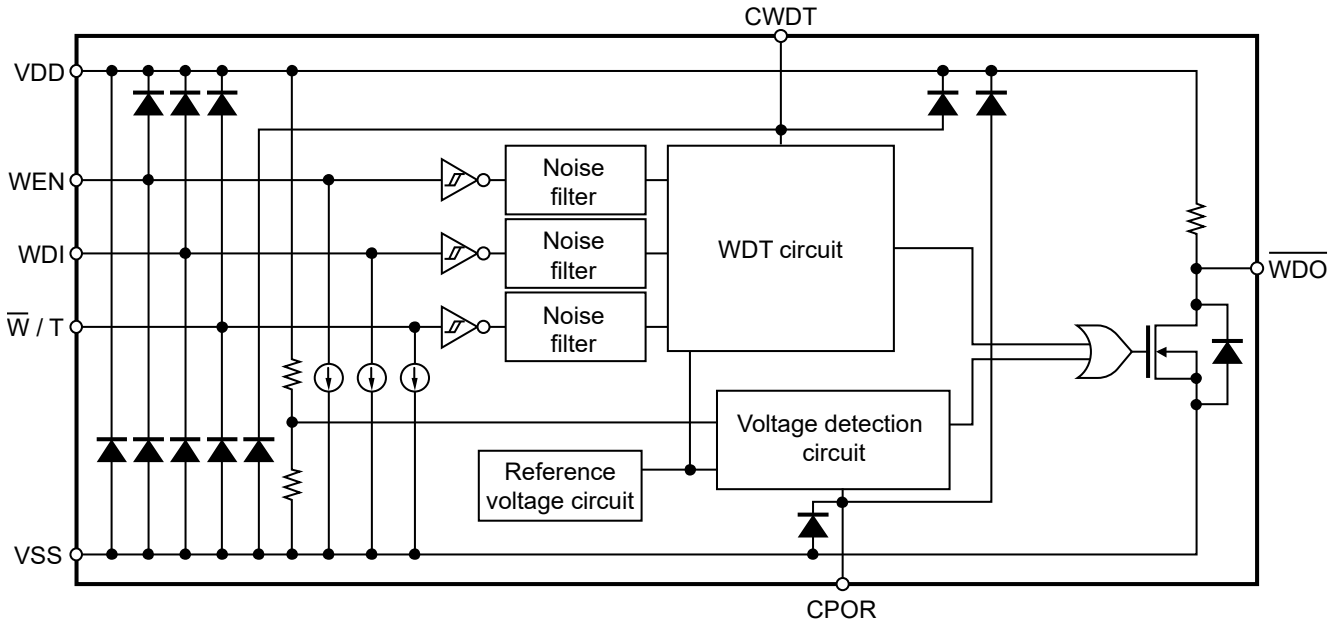 CWDT
VDD
WEN
Noise
filter
WDI
Noise
filter
WDT circuit
WDO
W / T
Noise
filter
Voltage detection
circuit
Reference
voltage circuit
VSS
CPOR